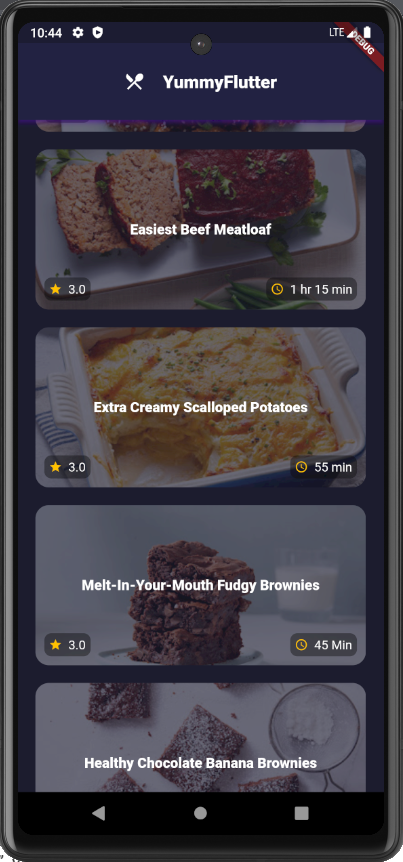 10:44
LTE
DEBUG
YummyFlutter
Easiest Beef Meatloaf
3.0
1 hr 15 min
Extra Creamy Scalloped Potatoes
3.0
55 min
Melt-In-Your-Mouth Fudgy Brownies
3.0
45 Min
Healthy Chocolate Banana Brownies